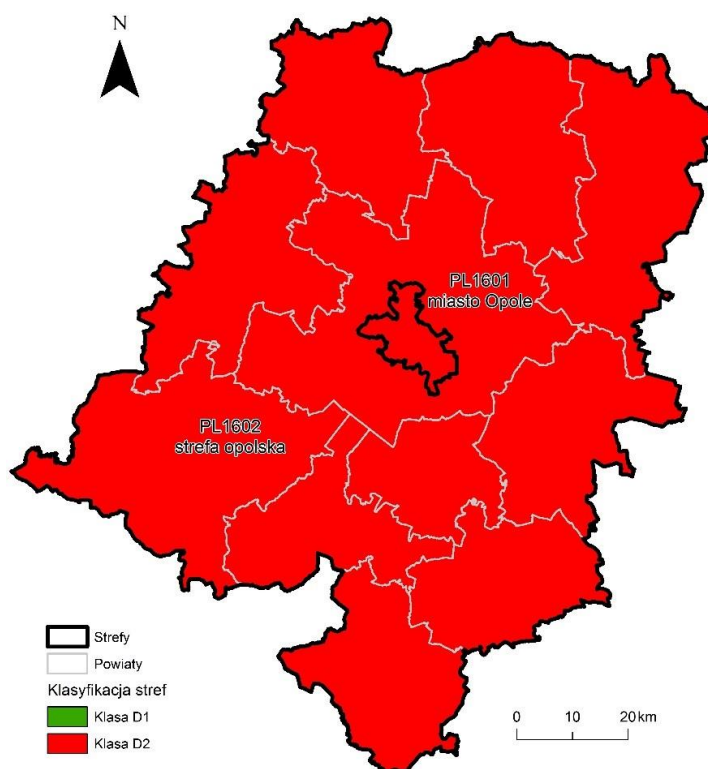 N
PL1601
miasto Opole
PL1602
strefa opolska
Strefy
Powiaty
Klasyfikacja stref
Klasa D1
Klasa D2
0 10 20 km